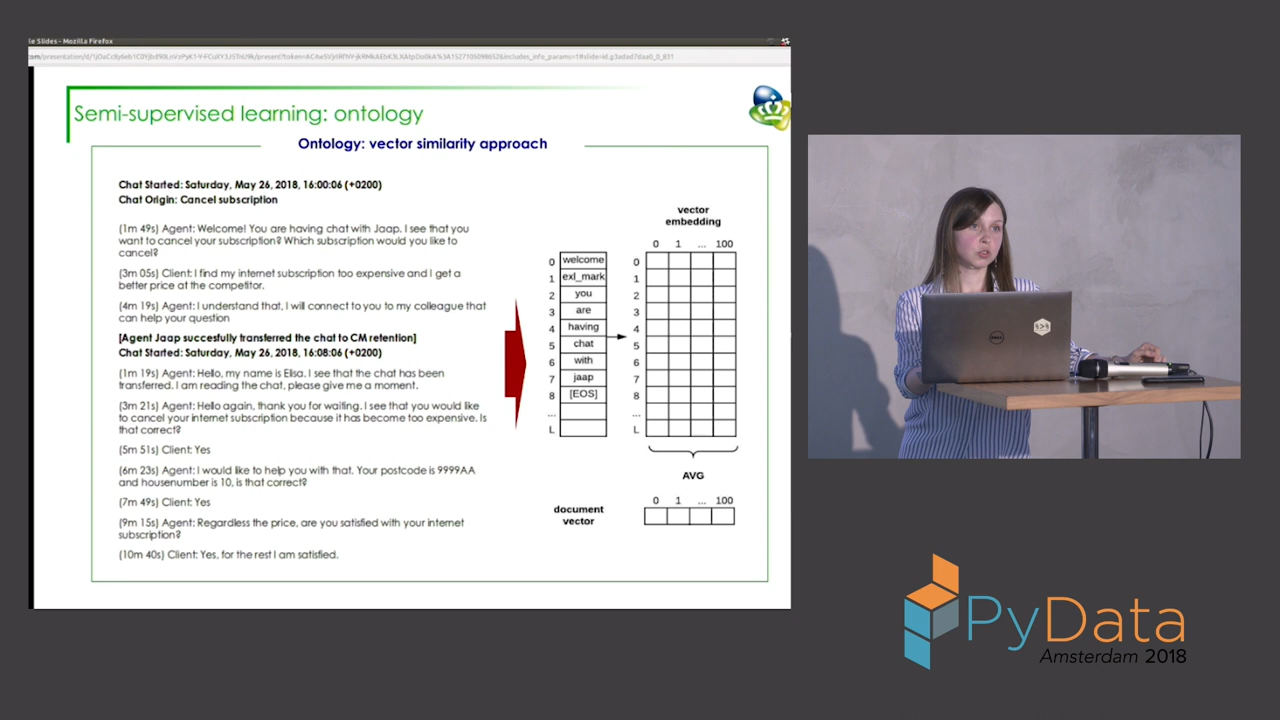 le Slides - Mozilla Firefox
Semi-supervised learning: ontology
Ontology: vector similarity approach
Chat Started: Saturday, May 26, 2018, 16:00:06 (+0200)
Chat Origin: Cancel subscription
(1m 49s) Agent: Welcome! You are having chat with Jaap. I see that you
want to cancel your subscription? Which subscription would you like to
cancel?
(3m 05s) Client: I find my internet subscription too expensive and I get a
better price at the competitor.
(4m 19s) Agent: I understand that, I will connect to you to my colleague that
can help your question
[Agent Jaap succesfully transferred the chat to CM retention]
Chat Started: Saturday, May 26, 2018, 16:08:06 (+0200)
(1m 19s) Agent: Hello, my name is Elisa. I see that the chat has been
transferred. I am reading the chat, please give me a moment.
(3m 21s) Agent: Hello again, thank you for waiting. I see that you would like
to cancel your internet subscription because it has become too expensive. Is
that correct?
(5m 51s) Client: Yes
(6m 23s) Agent: I would like to help you with that. Your postcode is 9999AA
and housenumber is 10, is that correct?
(7m 49s) Client: Yes
(9m 15s) Agent: Regardless the price, are you satisfied with your internet
subscription?
(10m 40s) Client: Yes, for the rest I am satisfied.
vector
embedding
0 1 ... 100
0 welcome 0
1 exl_mark 1
2 you 2
3 are 3
4 having 4
5 chat 5
6 with 6
7 jaap 7
8 [EOS] 8
... ...
L L
AVG
0 1 ... 100
document
vector
DELL
PyData
Amsterdam 2018